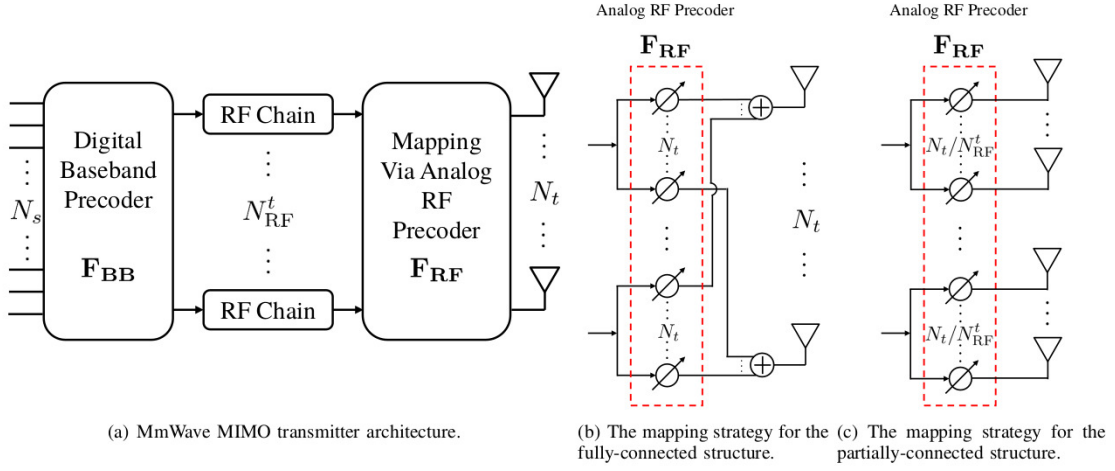 Digital
Baseband
Precoder
F_BB
N_s
RF Chain
N_RF^t
RF Chain
Mapping
Via Analog
RF
Precoder
F_RF
N_t
(a) MmWave MIMO transmitter architecture.
Analog RF Precoder
F_RF
N_t
N_t
N_t
(b) The mapping strategy for the
fully-connected structure.
Analog RF Precoder
F_RF
N_t/N_RF^t
N_t/N_RF^t
(c) The mapping strategy for the
partially-connected structure.